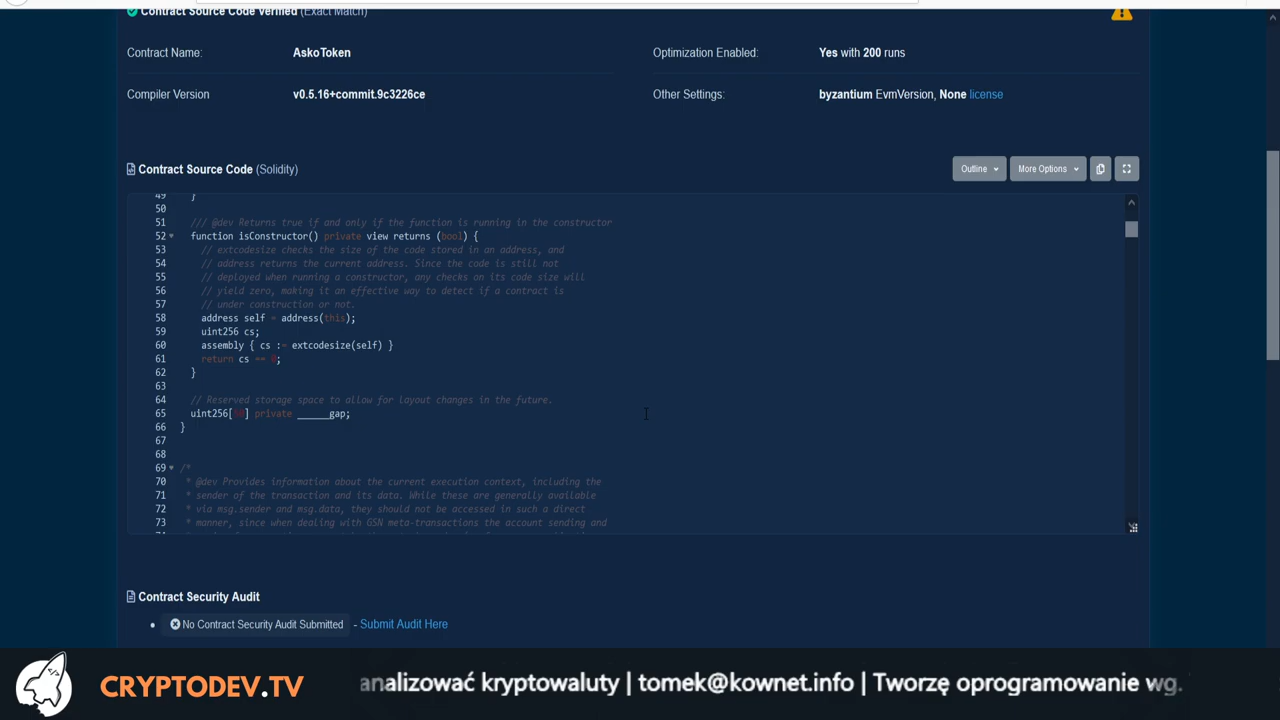 Contract Source Code Verified (Exact Match)
Contract Name: AskoToken Optimization Enabled: Yes with 200 runs
Compiler Version v0.5.16+commit.9c3226ce Other Settings: byzantium EvmVersion, None license
Contract Source Code (Solidity) Outline More Options
49 }
50
51 /// @dev Returns true if and only if the function is running in the constructor
52 function isConstructor() private view returns (bool) {
53 // extcodesize checks the size of the code stored in an address, and
54 // address returns the current address. Since the code is still not
55 // deployed when running a constructor, any checks on its code size will
56 // yield zero, making it an effective way to detect if a contract is
57 // under construction or not.
58 address self = address(this);
59 uint256 cs;
60 assembly { cs := extcodesize(self) }
61 return cs == 0;
62 }
63
64 // Reserved storage space to allow for layout changes in the future.
65 uint256[50] private ______gap;
66 }
67
68
69 /*
70 * @dev Provides information about the current execution context, including the
71 * sender of the transaction and its data. While these are generally available
72 * via msg.sender and msg.data, they should not be accessed in such a direct
73 * manner, since when dealing with GSN meta-transactions the account sending and
Contract Security Audit
No Contract Security Audit Submitted - Submit Audit Here
CRYPTODEV.TV analizować kryptowaluty | tomek@kownet.info | Tworzę oprogramowanie wg.